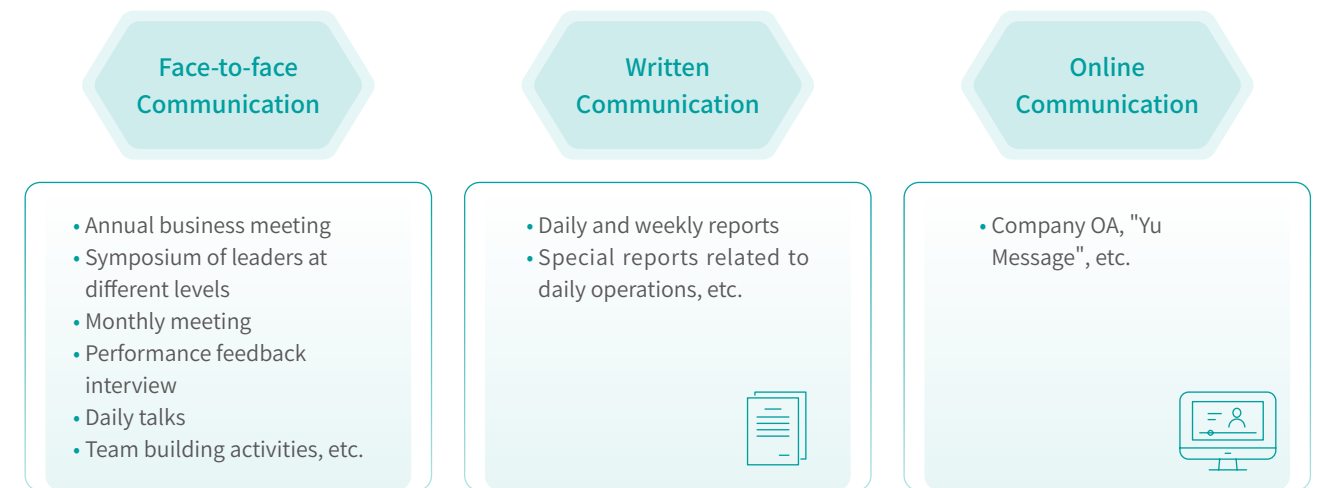 Face-to-face
Communication
• Annual business meeting
• Symposium of leaders at
different levels
• Monthly meeting
• Performance feedback
interview
• Daily talks
• Team building activities, etc.
Written
Communication
• Daily and weekly reports
• Special reports related to
daily operations, etc.
Online
Communication
• Company OA, "Yu
Message", etc.